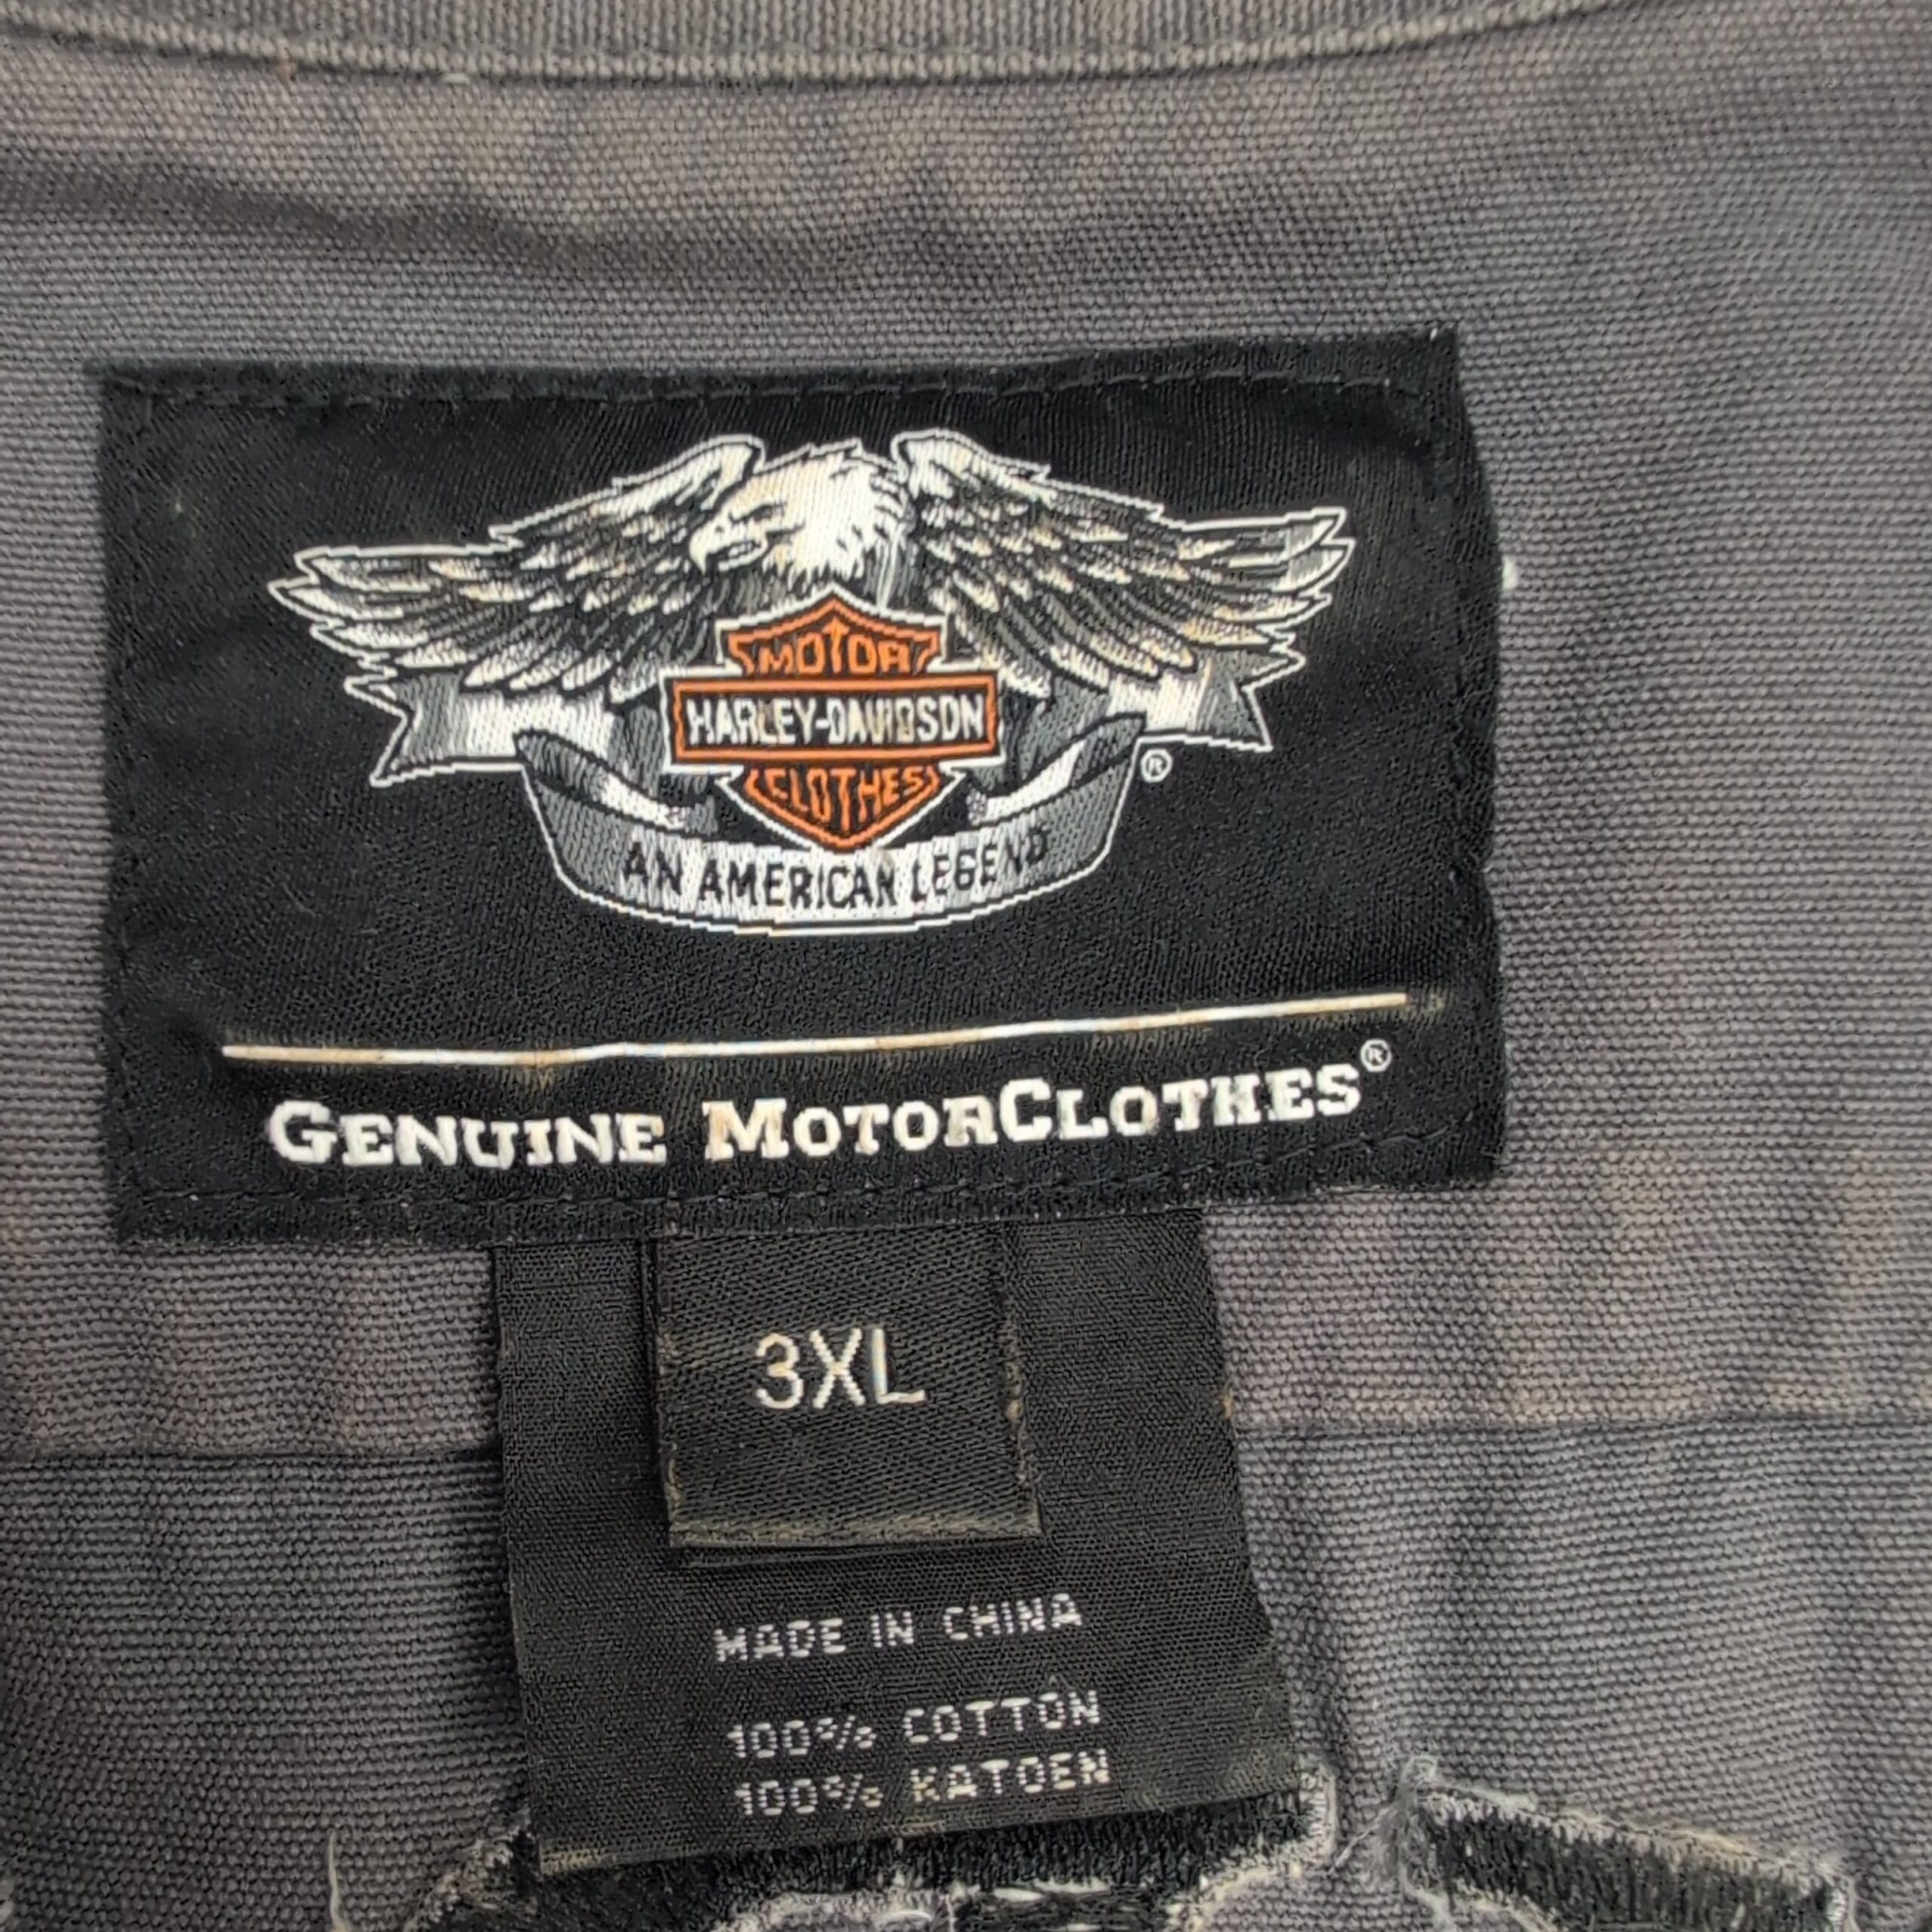 MOTOR
HARLEY-DAVIDSON
CLOTHES
®
AN AMERICAN LEGEND
GENUINE MOTORCLOTHES®
3XL
MADE IN CHINA
100% COTTON
100% KATOEN